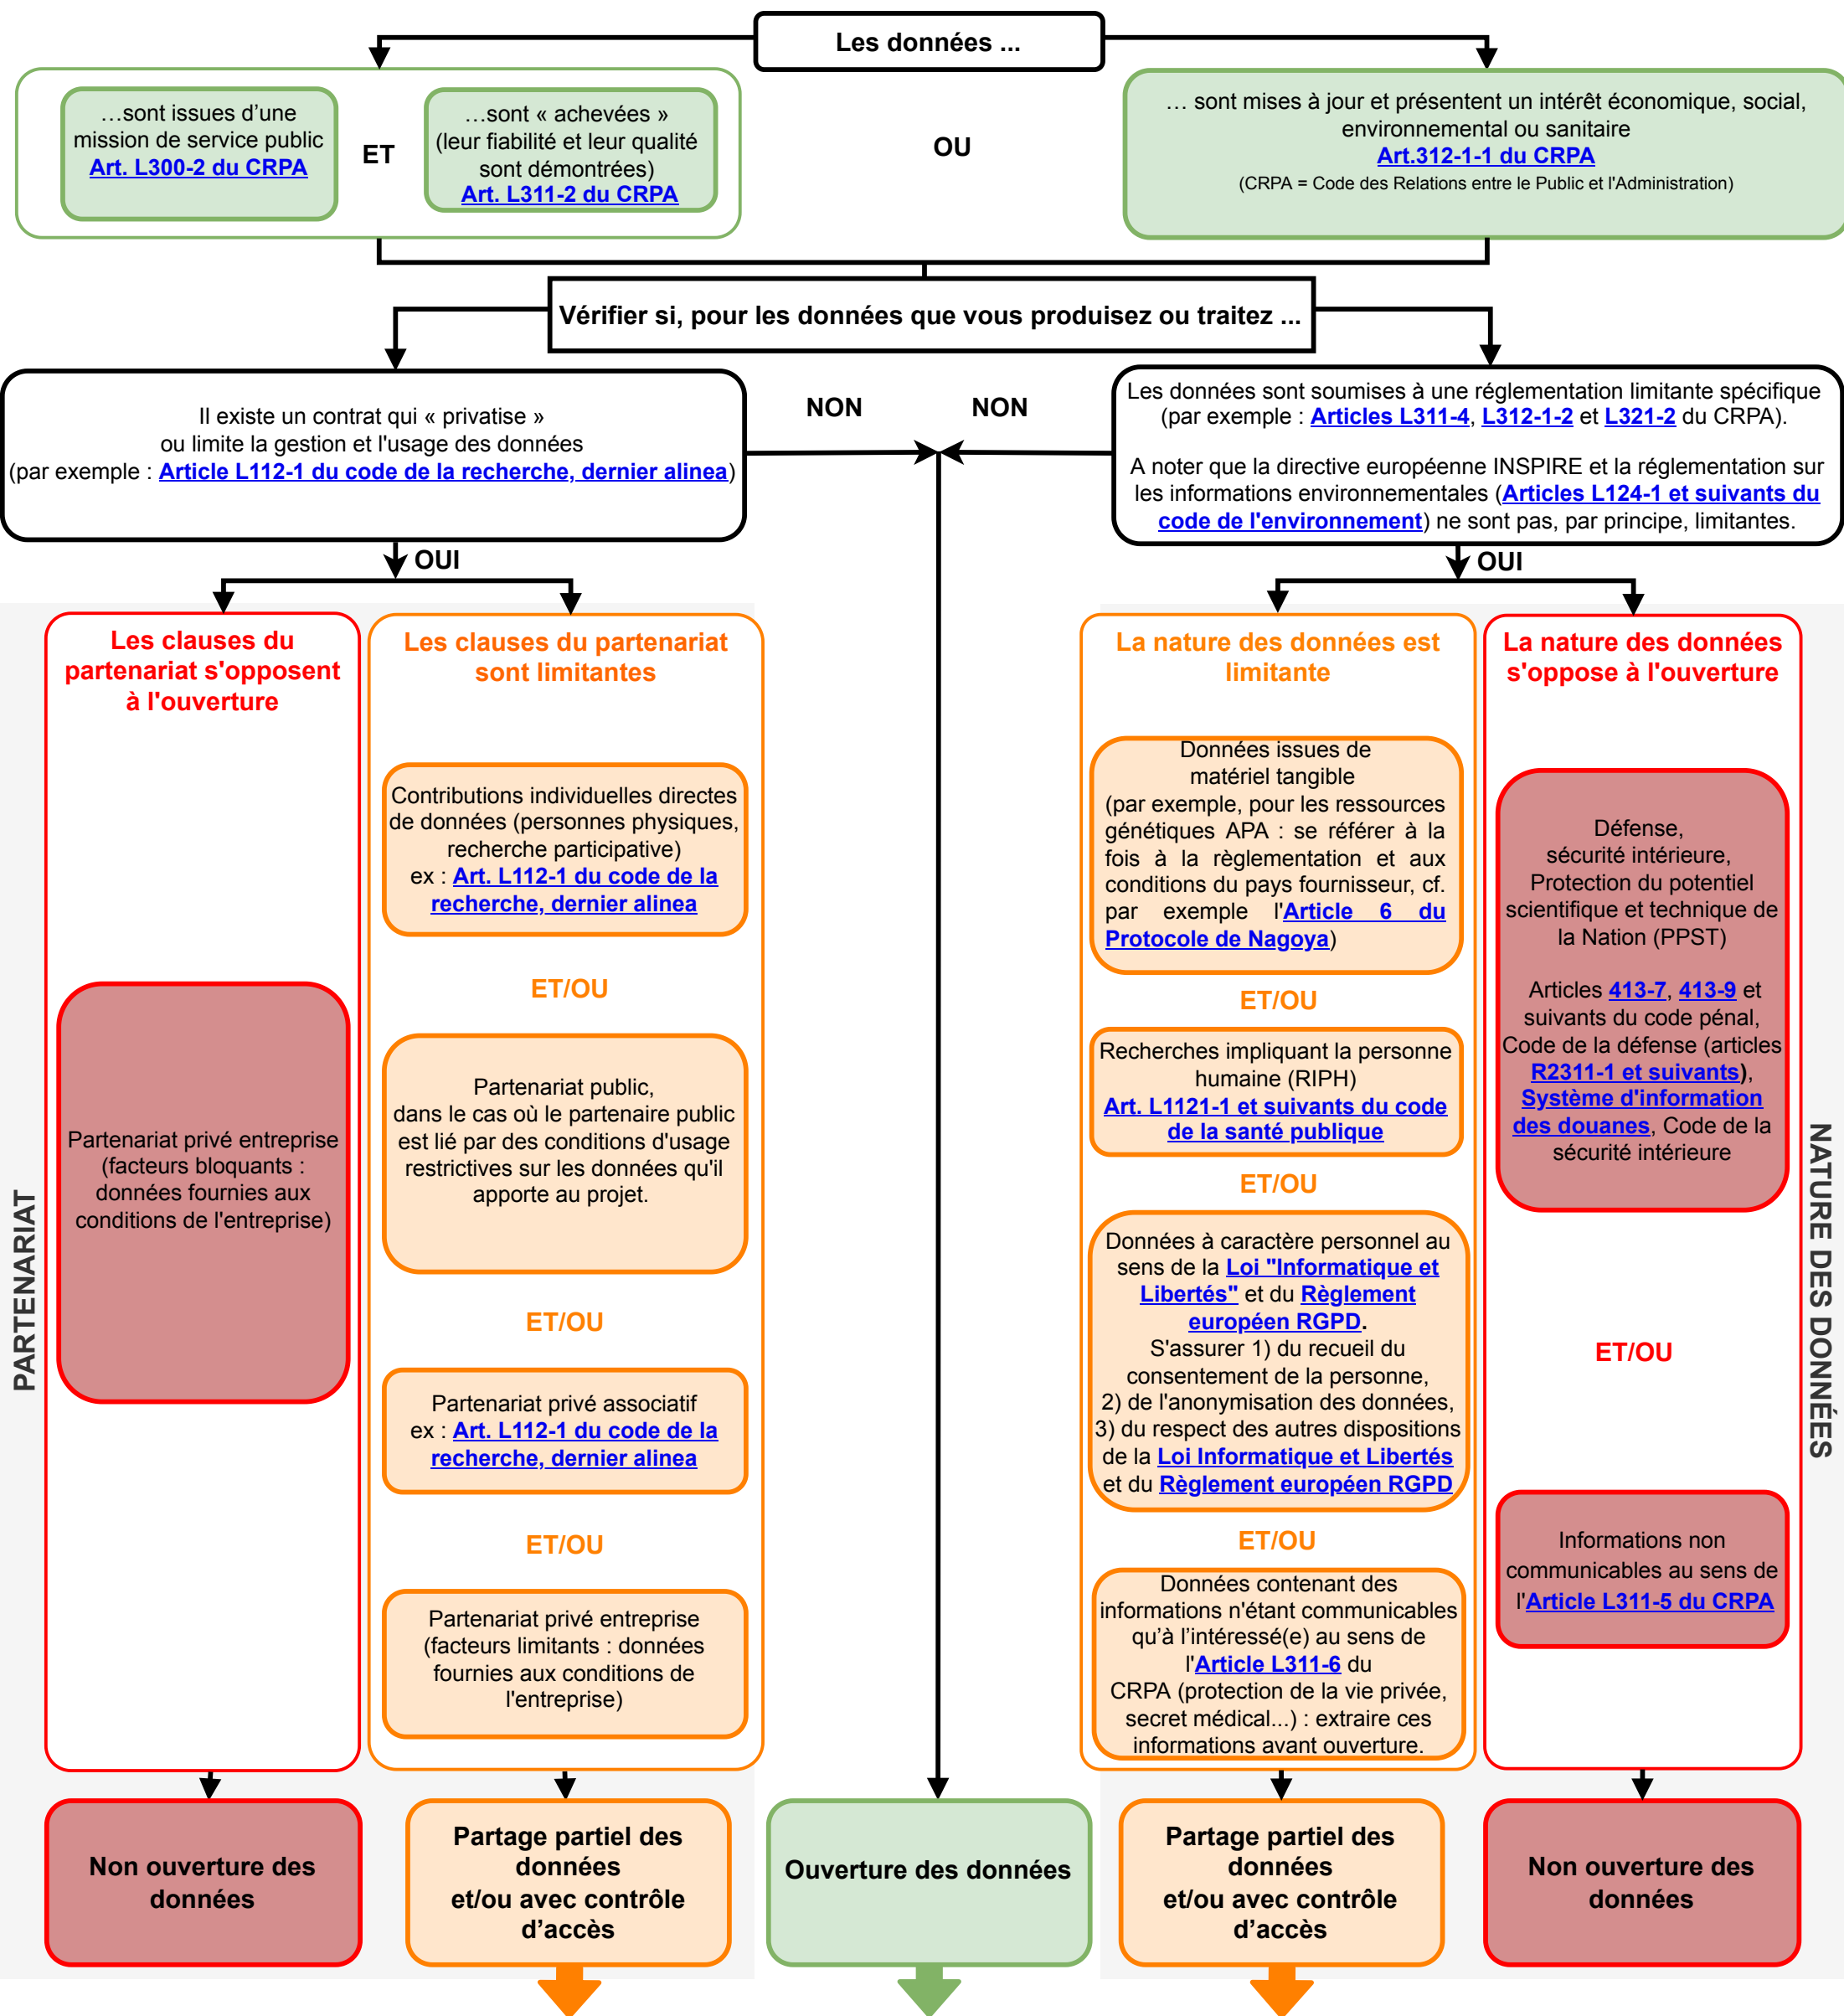 Les données ...
…sont issues d’une
mission de service public
Art. L300-2 du CRPA
ET
…sont « achevées »
(leur fiabilité et leur qualité
sont démontrées)
Art. L311-2 du CRPA
OU
… sont mises à jour et présentent un intérêt économique, social,
environnemental ou sanitaire
Art.312-1-1 du CRPA
(CRPA = Code des Relations entre le Public et l'Administration)
Vérifier si, pour les données que vous produisez ou traitez ...
Il existe un contrat qui « privatise »
ou limite la gestion et l'usage des données
(par exemple : Article L112-1 du code de la recherche, dernier alinea)
NON
NON
Les données sont soumises à une réglementation limitante spécifique
(par exemple : Articles L311-4, L312-1-2 et L321-2 du CRPA).
A noter que la directive européenne INSPIRE et la réglementation sur
les informations environnementales (Articles L124-1 et suivants du
code de l'environnement) ne sont pas, par principe, limitantes.
OUI
OUI
PARTENARIAT
Les clauses du
partenariat s'opposent
à l'ouverture
Partenariat privé entreprise
(facteurs bloquants :
données fournies aux
conditions de l'entreprise)
Les clauses du partenariat
sont limitantes
Contributions individuelles directes
de données (personnes physiques,
recherche participative)
ex : Art. L112-1 du code de la
recherche, dernier alinea
ET/OU
Partenariat public,
dans le cas où le partenaire public
est lié par des conditions d'usage
restrictives sur les données qu'il
apporte au projet.
ET/OU
Partenariat privé associatif
ex : Art. L112-1 du code de la
recherche, dernier alinea
ET/OU
Partenariat privé entreprise
(facteurs limitants : données
fournies aux conditions de
l'entreprise)
La nature des données est
limitante
Données issues de
matériel tangible
(par exemple, pour les ressources
génétiques APA : se référer à la
fois à la règlementation et aux
conditions du pays fournisseur, cf.
par exemple l'Article 6 du
Protocole de Nagoya)
ET/OU
Recherches impliquant la personne
humaine (RIPH)
Art. L1121-1 et suivants du code
de la santé publique
ET/OU
Données à caractère personnel au
sens de la Loi "Informatique et
Libertés" et du Règlement
européen RGPD.
S'assurer 1) du recueil du
consentement de la personne,
2) de l'anonymisation des données,
3) du respect des autres dispositions
de la Loi Informatique et Libertés
et du Règlement européen RGPD
ET/OU
Données contenant des
informations n'étant communicables
qu’à l’intéressé(e) au sens de
l'Article L311-6 du
CRPA (protection de la vie privée,
secret médical...) : extraire ces
informations avant ouverture.
La nature des données
s'oppose à l'ouverture
Défense,
sécurité intérieure,
Protection du potentiel
scientifique et technique de
la Nation (PPST)
Articles 413-7, 413-9 et
suivants du code pénal,
Code de la défense (articles
R2311-1 et suivants),
Système d'information
des douanes, Code de la
sécurité intérieure
ET/OU
Informations non
communicables au sens de
l'Article L311-5 du CRPA
NATURE DES DONNÉES
Non ouverture des
données
Partage partiel des
données
et/ou avec contrôle
d’accès
Ouverture des données
Partage partiel des
données
et/ou avec contrôle
d’accès
Non ouverture des
données